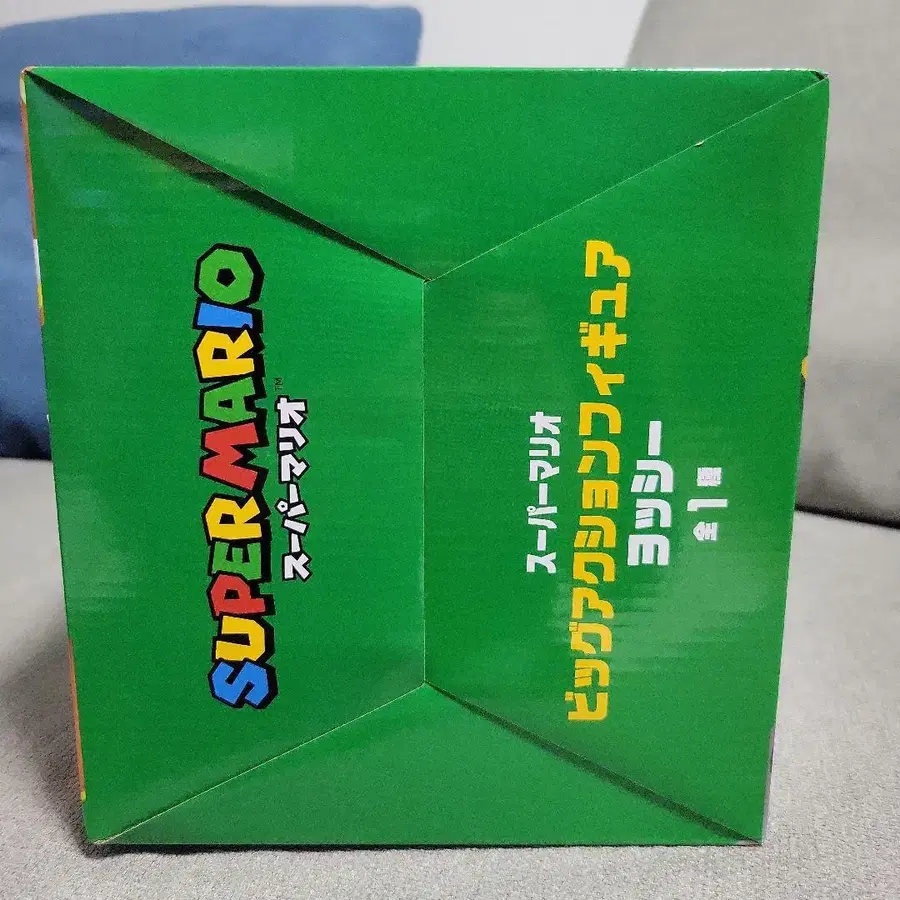 SUPER MARIO™
スーパーマリオ
スーパーマリオ
ビッグアクションフィギュア
ヨッシー
全1種